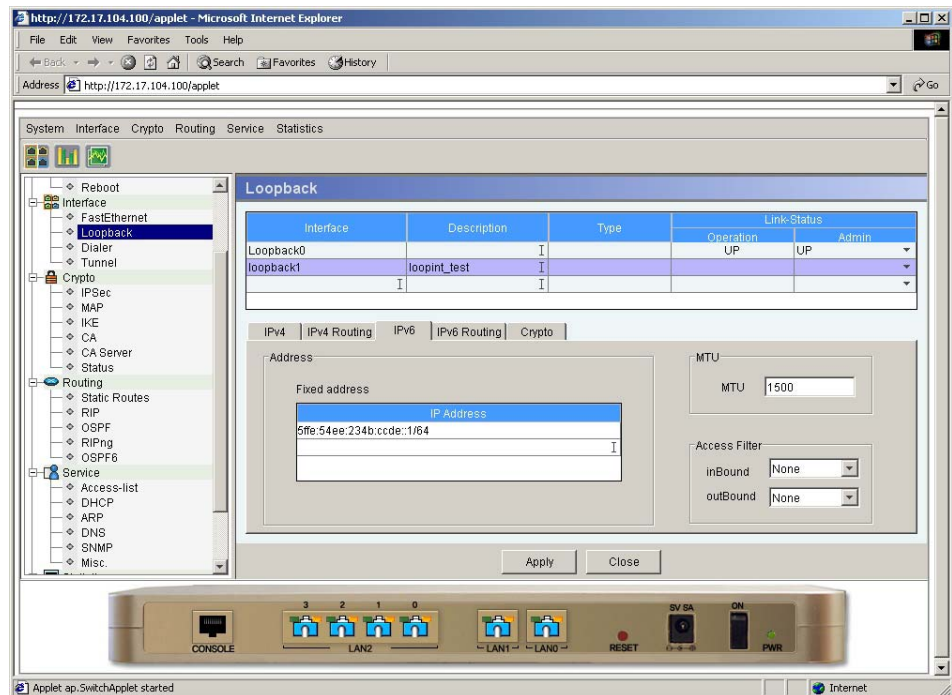 http://172.17.104.100/applet - Microsoft Internet Explorer
File Edit View Favorites Tools Help
Back Search Favorites History
Address http://172.17.104.100/applet Go
System Interface Crypto Routing Service Statistics
Reboot
Interface
FastEthernet
Loopback
Dialer
Tunnel
Crypto
IPSec
MAP
IKE
CA
CA Server
Status
Routing
Static Routes
RIP
OSPF
RIPng
OSPF6
Service
Access-list
DHCP
ARP
DNS
SNMP
Misc.
Loopback
Interface Description Type Link-Status
Operation Admin
Loopback0 UP UP
loopback1 loopint_test
IPv4 IPv4 Routing IPv6 IPv6 Routing Crypto
Address
Fixed address
IP Address
5ffe:54ee:234b:ccde::1/64
MTU
MTU 1500
Access Filter
inBound None
outBound None
Apply Close
CONSOLE
3 2 1 0
LAN2
LAN1 LAN0
RESET
5V 5A
ON
PWR
Applet ap.SwitchApplet started Internet